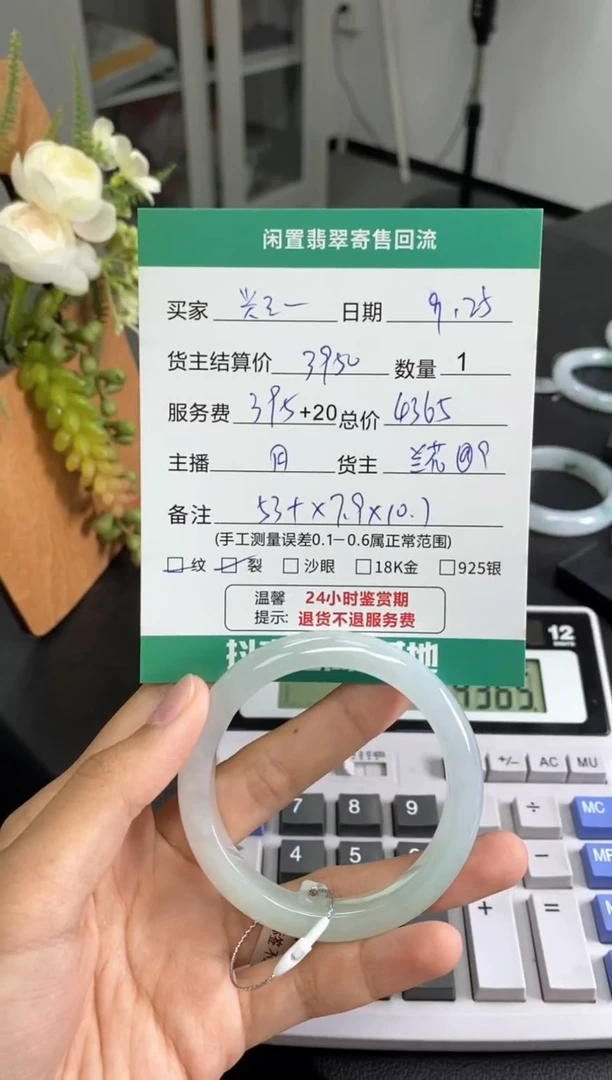 闲置翡翠寄售回流
买家 兴三一 日期 9.25
货主结算价 3950 数量 1
服务费 395 +20 总价 4365
主播 货主 兰花
备注 53+×7.9×10.7
(手工测量误差0.1—0.6属正常范围)
☑纹 ☑裂 □沙眼 □18K金 □925银
温馨提示: 24小时鉴赏期
退货不退服务费
12
4365.
+/- AC MU
7 8 9 ÷ MC
4 5 −
+ =